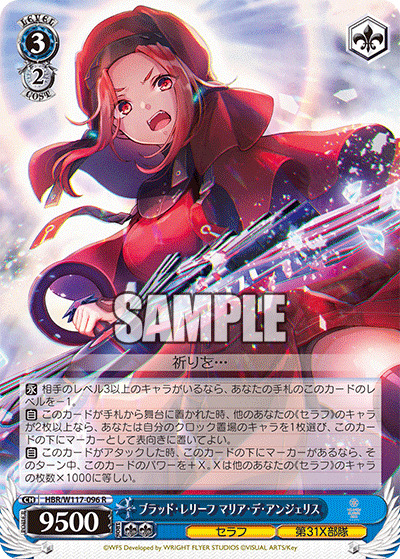 LEVEL
3
2
COST
SAMPLE
祈りを…
永 相手のレベル3以上のキャラがいるなら、あなたの手札のこのカードのレ
ベルを－1。
自 このカードが手札から舞台に置かれた時、他のあなたの《セラフ》のキャラ
が2枚以上なら、あなたは自分のクロック置場のキャラを1枚選び、このカー
ドの下にマーカーとして表向きに置いてよい。
自 このカードがアタックした時、このカードの下にマーカーがあるなら、その
ターン中、このカードのパワーを＋X。Xは他のあなたの《セラフ》のキャラ
の枚数×1000に等しい。
CH HBR/W117-096 R
ブラッド・レリーフ マリア・デ・アンジェリス
POWER
9500
セラフ
第31X部隊
©WFS Developed by WRIGHT FLYER STUDIOS ©VISUAL ARTS/Key